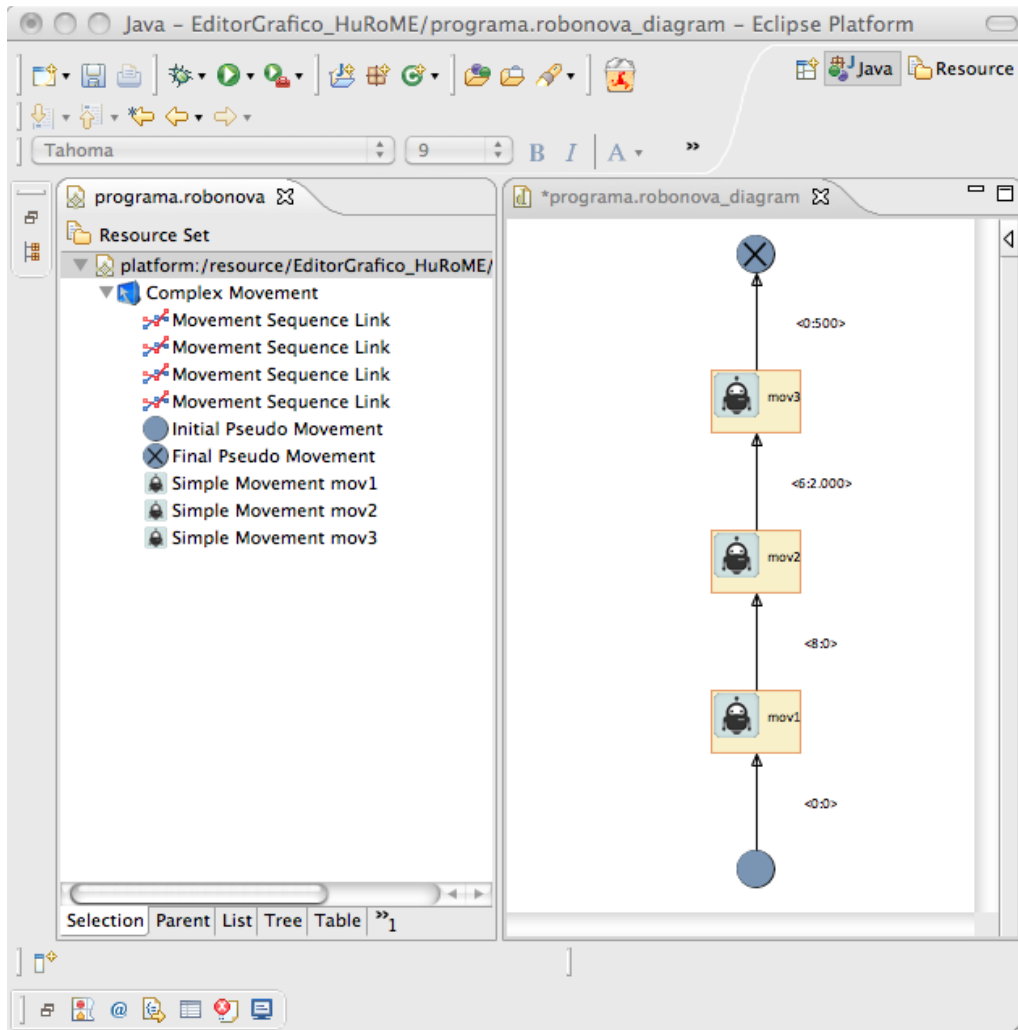 Java – EditorGrafico_HuRoME/programa.robonova_diagram – Eclipse Platform
Java
Resource
Tahoma
9
B I A
»
programa.robonova
Resource Set
platform:/resource/EditorGrafico_HuRoME/
Complex Movement
Movement Sequence Link
Movement Sequence Link
Movement Sequence Link
Movement Sequence Link
Initial Pseudo Movement
Final Pseudo Movement
Simple Movement mov1
Simple Movement mov2
Simple Movement mov3
Selection Parent List Tree Table »1
*programa.robonova_diagram
<0:500>
mov3
<6:2.000>
mov2
<8:0>
mov1
<0:0>